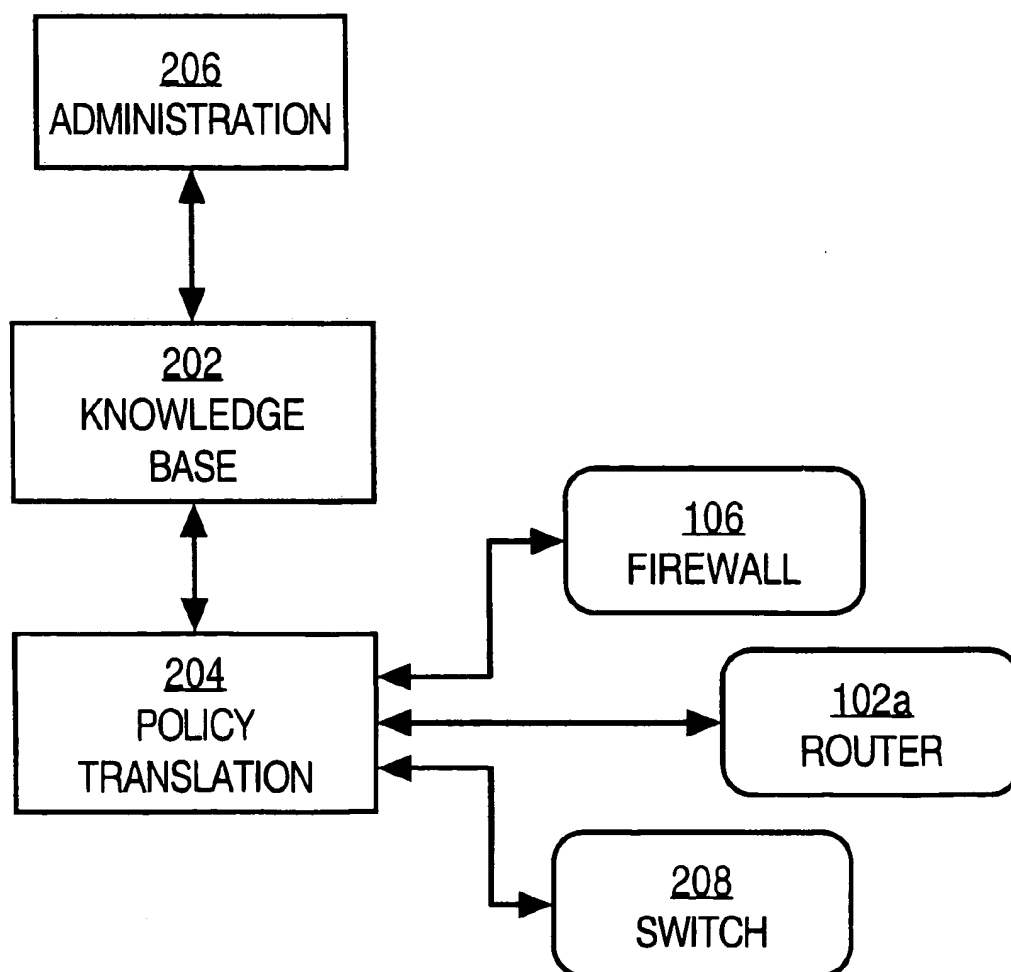 206
ADMINISTRATION
202
KNOWLEDGE
BASE
106
FIREWALL
204
POLICY
TRANSLATION
102a
ROUTER
208
SWITCH